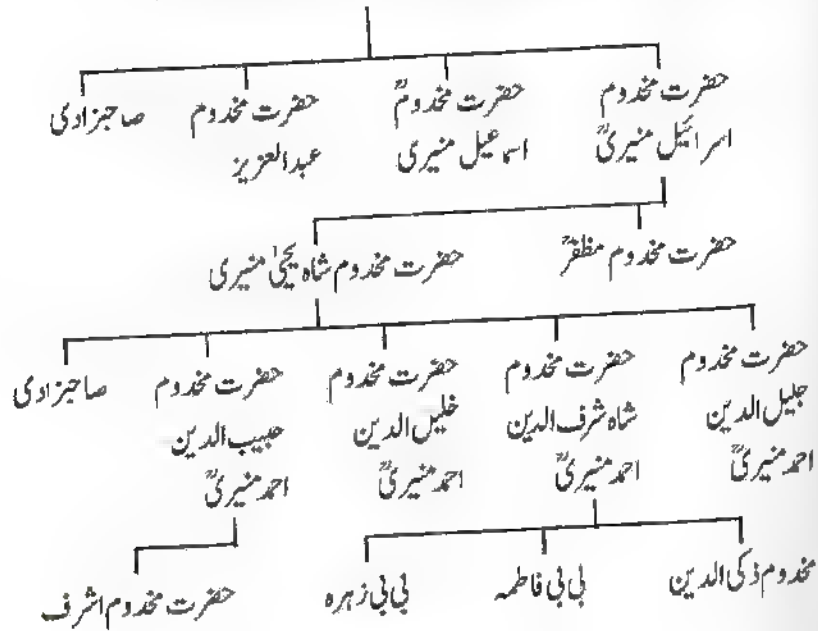 حضرت مخدوم اسرائیل منیریؒ
حضرت مخدومؒ اسماعیل منیری
حضرت مخدوم عبدالعزیز
صاحبزادی
حضرت مخدوم مظفرؒ
حضرت مخدوم شاہ یحییٰ منیری
حضرت مخدوم جلیل الدین احمد منیریؒ
حضرت مخدوم شاہ شرف الدین احمد منیریؒ
حضرت مخدوم خلیل الدین احمد منیریؒ
حضرت مخدوم حبیب الدین احمد منیریؒ
صاحبزادی
مخدوم ذکی الدین
بی بی فاطمہ
بی بی زہرہ
حضرت مخدوم اشرف